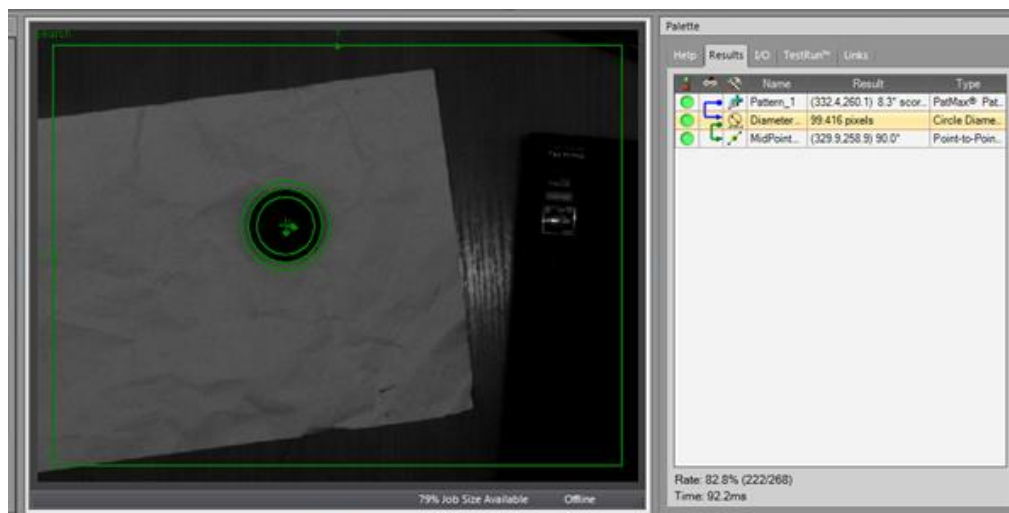 Search
Palette
Help Results I/O TestRun™ Links
Name Result Type
Pattern_1 (332.4,260.1) 8.3° scor... PatMax® Pat...
Diameter... 99.416 pixels Circle Diame...
MidPoint... (329.9,258.9) 90.0° Point-to-Poin...
Rate: 82.8% (222/268)
Time: 92.2ms
79% Job Size Available Offline